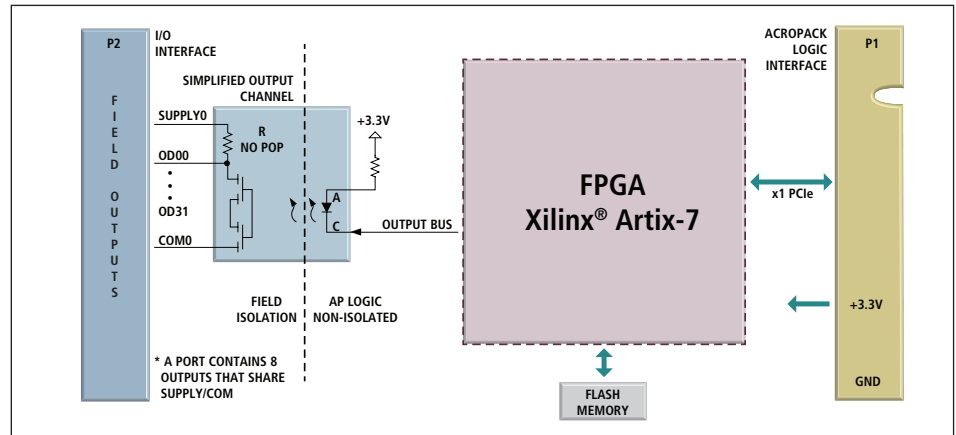 P2
I/O
INTERFACE
FIELD OUTPUTS
SIMPLIFIED OUTPUT
CHANNEL
SUPPLY0
R
NO POP
OD00
OD31
COM0
+3.3V
A
C
OUTPUT BUS
FIELD
ISOLATION
AP LOGIC
NON-ISOLATED
* A PORT CONTAINS 8
OUTPUTS THAT SHARE
SUPPLY/COM
FPGA
Xilinx® Artix-7
FLASH
MEMORY
x1 PCIe
ACROPACK
LOGIC
INTERFACE
P1
+3.3V
GND